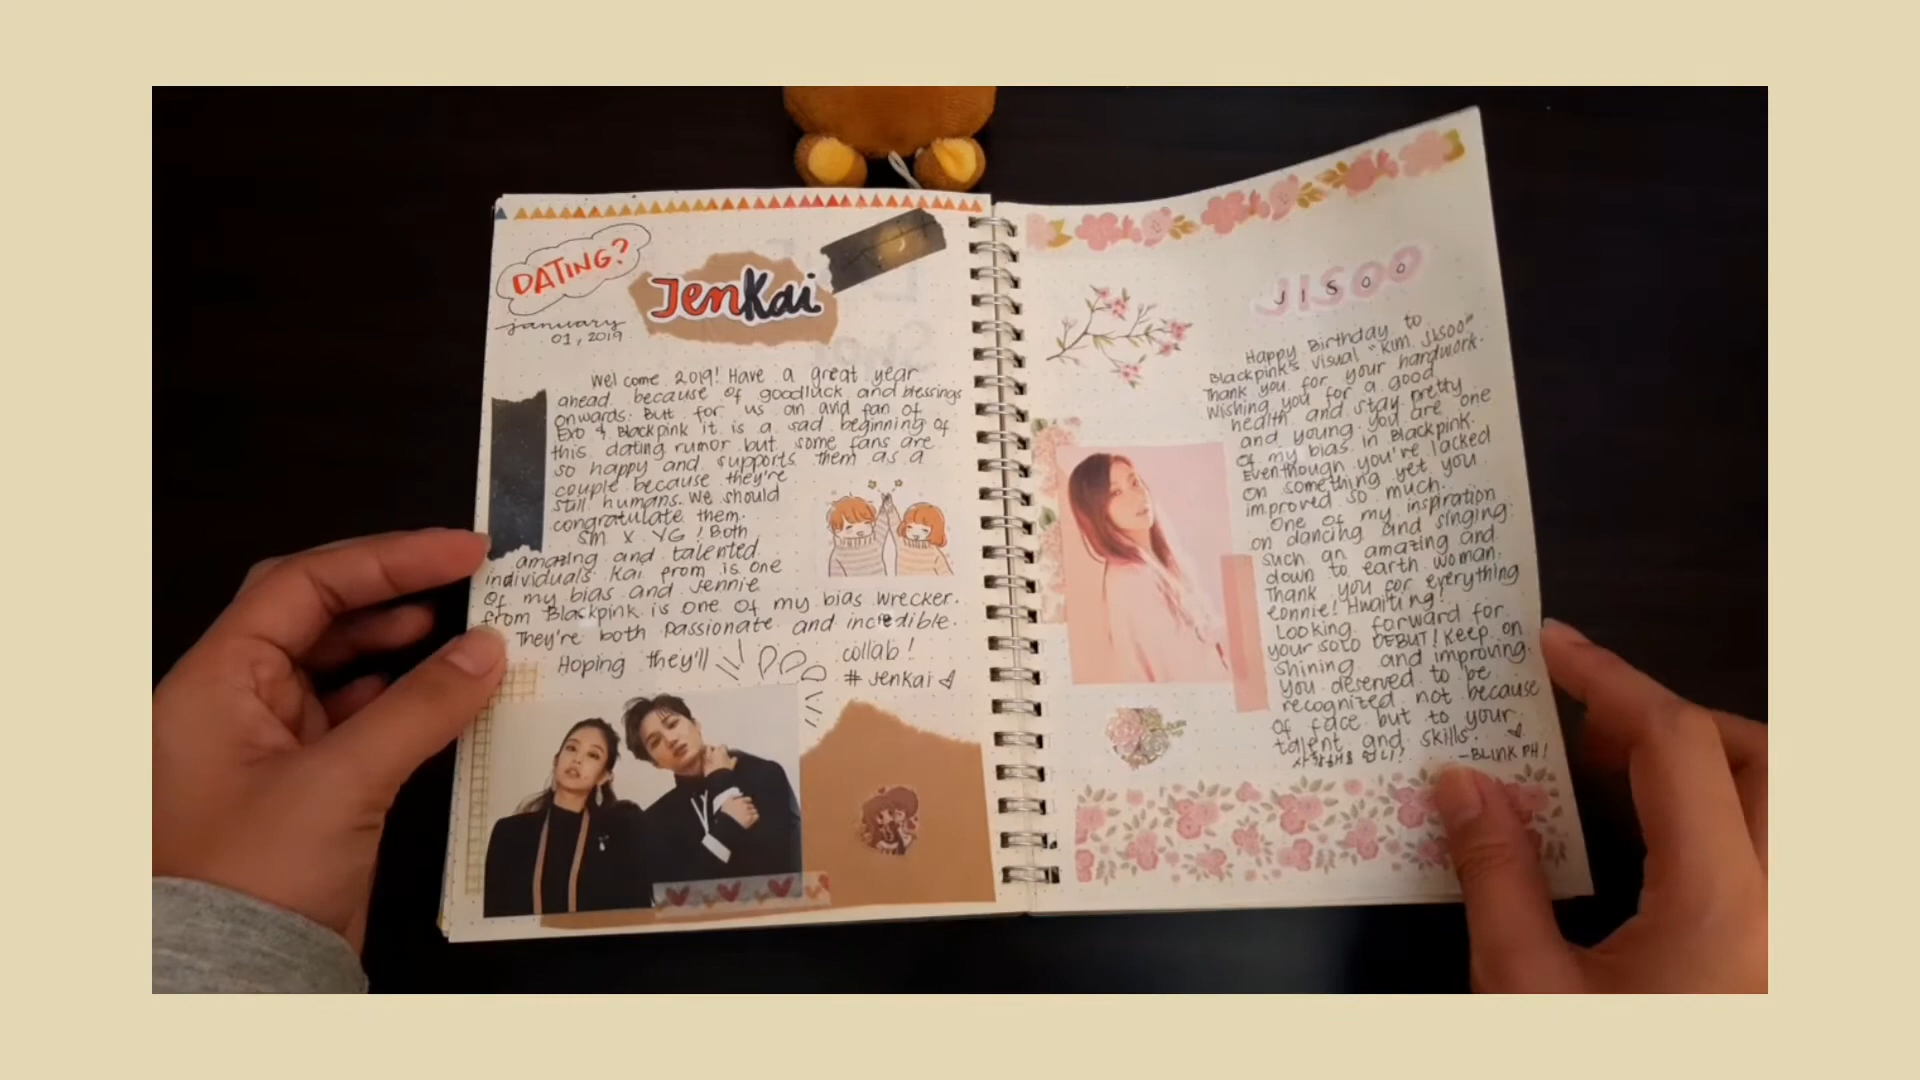 DATING?
JenKai
january
01, 2019
Welcome 2019! Have a great year
ahead because of goodluck and blessings
onwards. But for us an avid fan of
Exo & Blackpink it is a sad beginning of
this dating rumor but some fans are
so happy and supports them as a
couple because they're
still humans. We should
congratulate them.
SM X YG! Both
amazing and talented
individuals. Kai from is one
of my bias and Jennie
from Blackpink is one of my bias wrecker.
They're both passionate and incredible.
Hoping they'll collab!
#Jenkai
JISOO
Happy Birthday to
Blackpink's visual "Kim Jisoo"
Thank you for your hardwork.
Wishing you for a good
health and stay pretty
and young you are one
of my bias in Blackpink.
Eventhough you're lacked
on something yet you
improved so much.
One of my inspiration
on dancing and singing.
such an amazing and
down to earth woman.
Thank you for everything
eonnie! Hwaiting!
Looking forward for
your SOLO DEBUT! Keep on
shining and improving.
You deserved to be
recognized not because
of face but to your
talent and skills.
-BLINK PH!